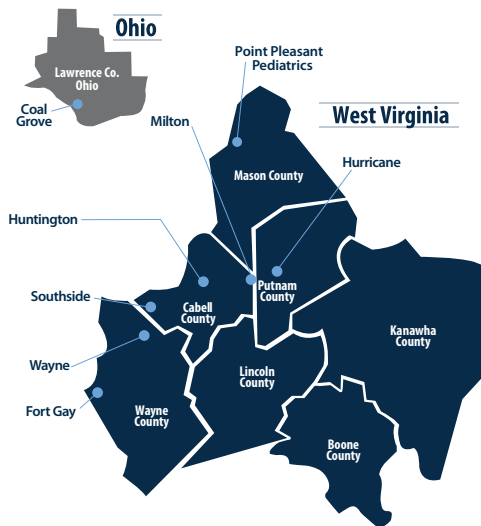 Ohio
Point Pleasant
Pediatrics
Lawrence Co.
Ohio
Coal
Grove
Milton
West Virginia
Hurricane
Mason County
Huntington
Putnam
County
Southside
Cabell
County
Kanawha
County
Wayne
Lincoln
County
Fort Gay
Wayne
County
Boone
County